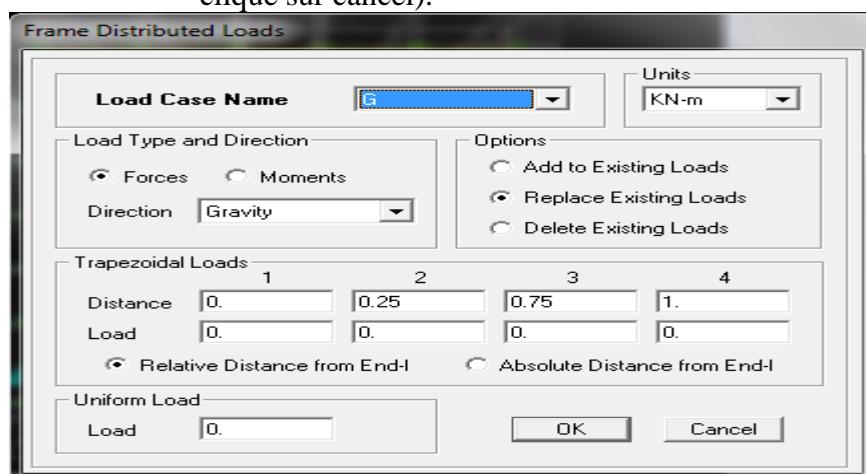 clique sur cancel).
Frame Distributed Loads
Load Case Name G
Units
KN-m
Load Type and Direction
Forces Moments
Direction Gravity
Options
Add to Existing Loads
Replace Existing Loads
Delete Existing Loads
Trapezoidal Loads
1 2 3 4
Distance 0. 0.25 0.75 1.
Load 0. 0. 0. 0.
Relative Distance from End-I Absolute Distance from End-I
Uniform Load
Load 0.
OK Cancel